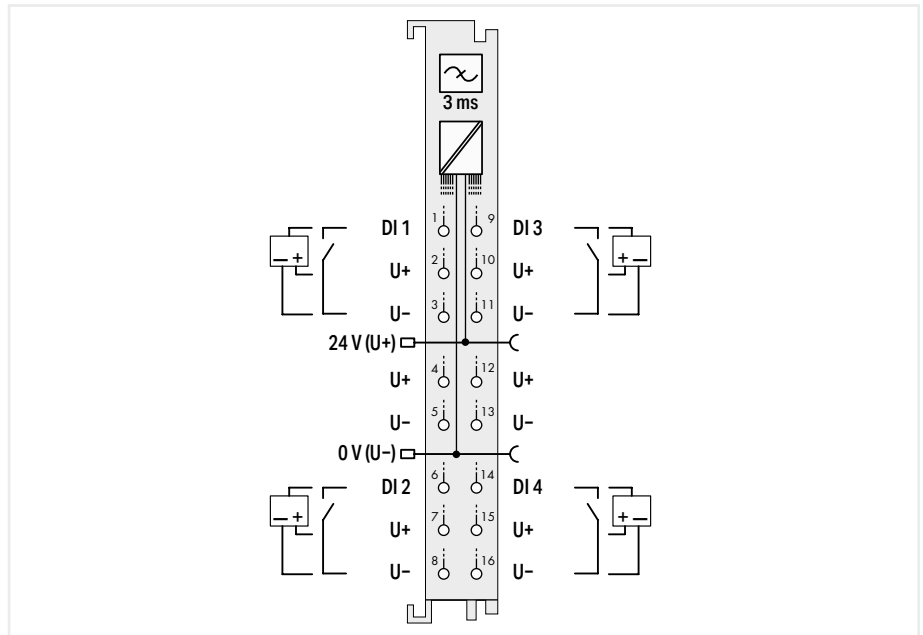 3 ms
DI 1 1 9 DI 3
U+ 2 10 U+
U− 3 11 U−
24 V (U+)
U+ 4 12 U+
U− 5 13 U−
0 V (U−)
DI 2 6 14 DI 4
U+ 7 15 U+
U− 8 16 U−